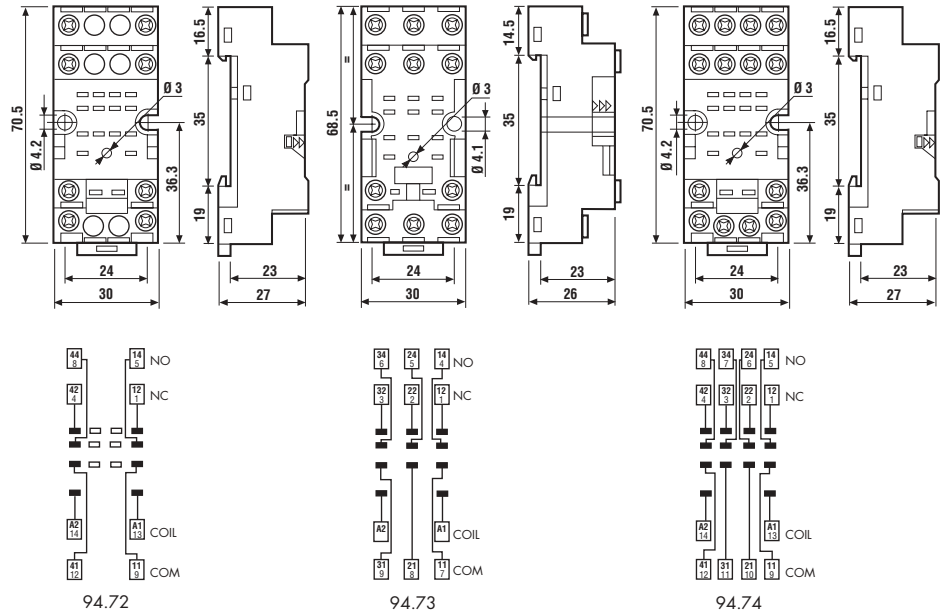 16.5
70.5
Ø 3
35
Ø 4.2
36.3
19
24
30
23
27
14.5
=
68.5
Ø 3
35
Ø 4.1
=
19
24
30
23
26
16.5
70.5
Ø 3
35
Ø 4.2
36.3
19
24
30
23
27
44 14 NO
8 5
42 12 NC
4 1
A2 A1 COIL
14 13
41 11 COM
12 9
94.72
34 24 14 NO
6 5 4
32 22 12 NC
3 2 1
A2 A1 COIL
31 21 11 COM
9 8 7
94.73
44 34 24 14 NO
8 7 6 5
42 32 22 12 NC
4 3 2 1
A2 A1 COIL
14 13
41 31 21 11 COM
12 11 10 9
94.74